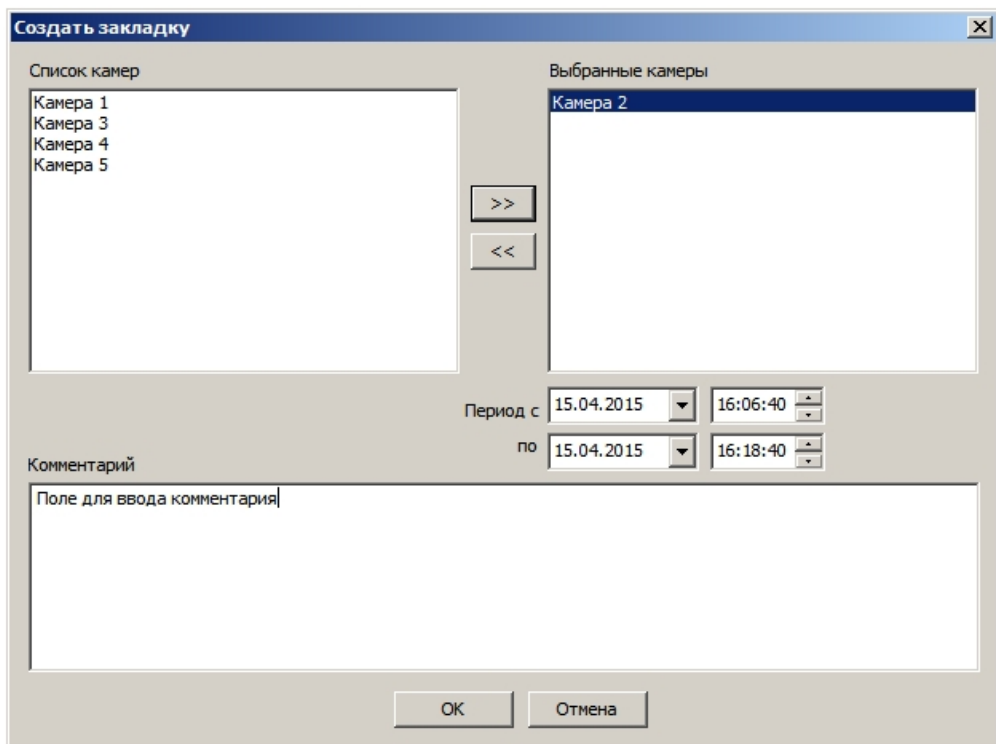 Создать закладку
Список камер
Выбранные камеры
Камера 1
Камера 3
Камера 4
Камера 5
Камера 2
>>
<<
Период с 15.04.2015 16:06:40
по 15.04.2015 16:18:40
Комментарий
Поле для ввода комментария
OK
Отмена